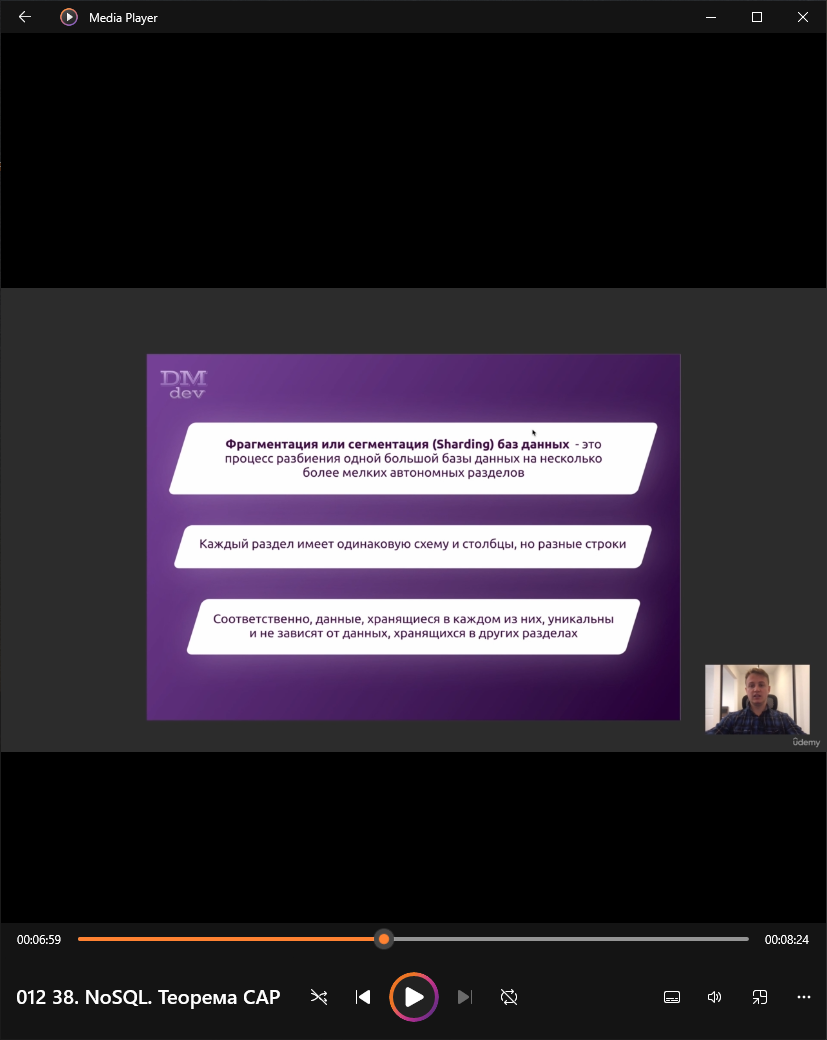 Media Player
DM
dev
Фрагментация или сегментация (Sharding) баз данных - это
процесс разбиения одной большой базы данных на несколько
более мелких автономных разделов
Каждый раздел имеет одинаковую схему и столбцы, но разные строки
Соответственно, данные, хранящиеся в каждом из них, уникальны
и не зависят от данных, хранящихся в других разделах
ûdemy
00:06:59
00:08:24
012 38. NoSQL. Теорема CAP